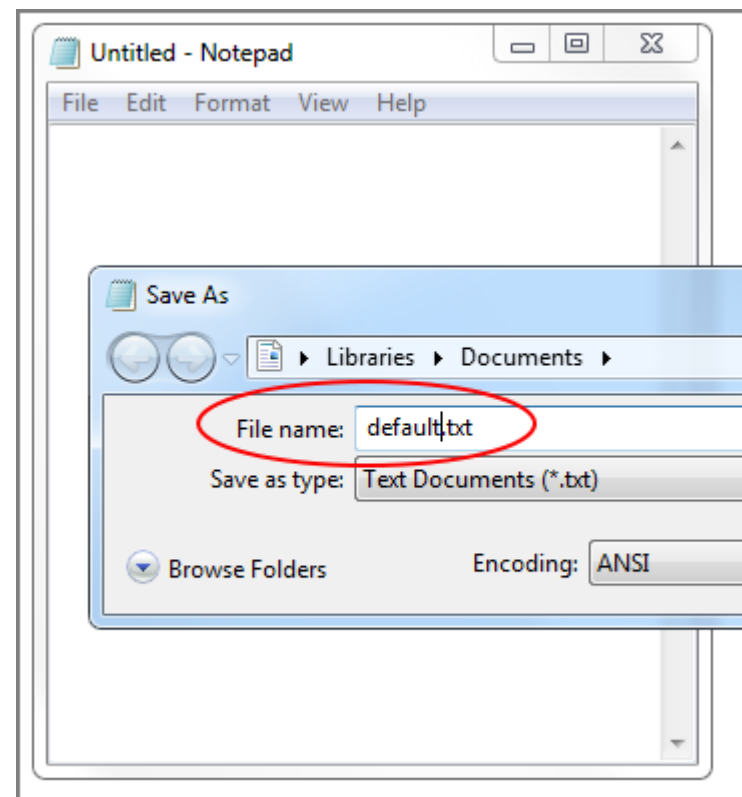 Untitled - Notepad
File Edit Format View Help
Save As
Libraries Documents
File name: default.txt
Save as type: Text Documents (*.txt)
Browse Folders Encoding: ANSI